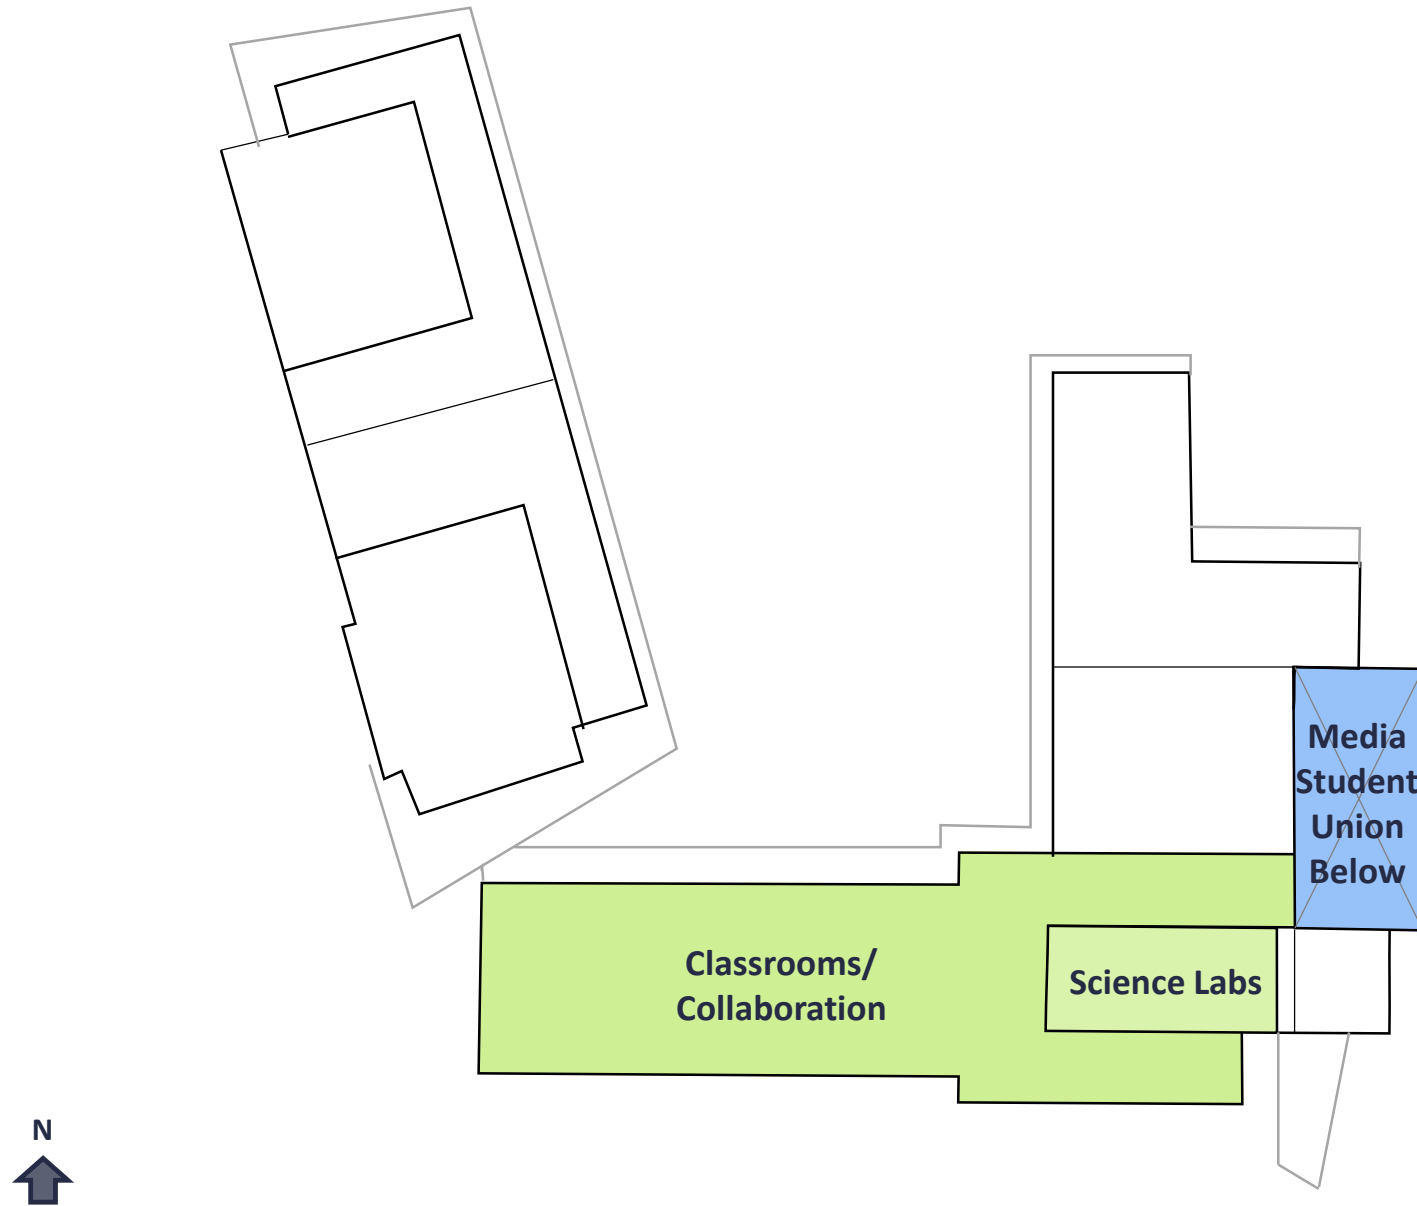 Media
Student
Union
Below
Classrooms/
Collaboration
Science Labs
N